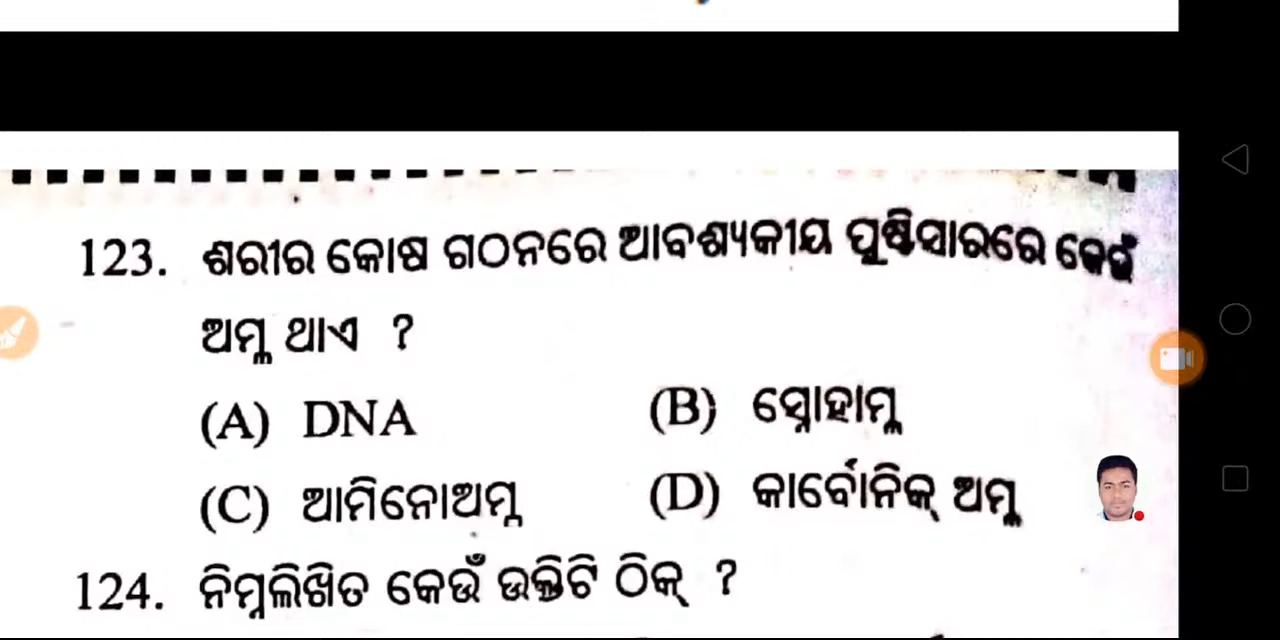 123. ଶରୀର କୋଷ ଗଠନରେ ଆବଶ୍ୟକୀୟ ପୁଷ୍ଟିସାରରେ କେଉଁ
ଅମ୍ଳ ଥାଏ ?
(A) DNA (B) ସ୍ନୋହାମ୍ଳ
(C) ଆମିନୋଅମ୍ଳ (D) କାର୍ବୋନିକ୍ ଅମ୍ଳ
124. ନିମ୍ନଲିଖିତ କେଉଁ ଉକ୍ତିଟି ଠିକ୍ ?